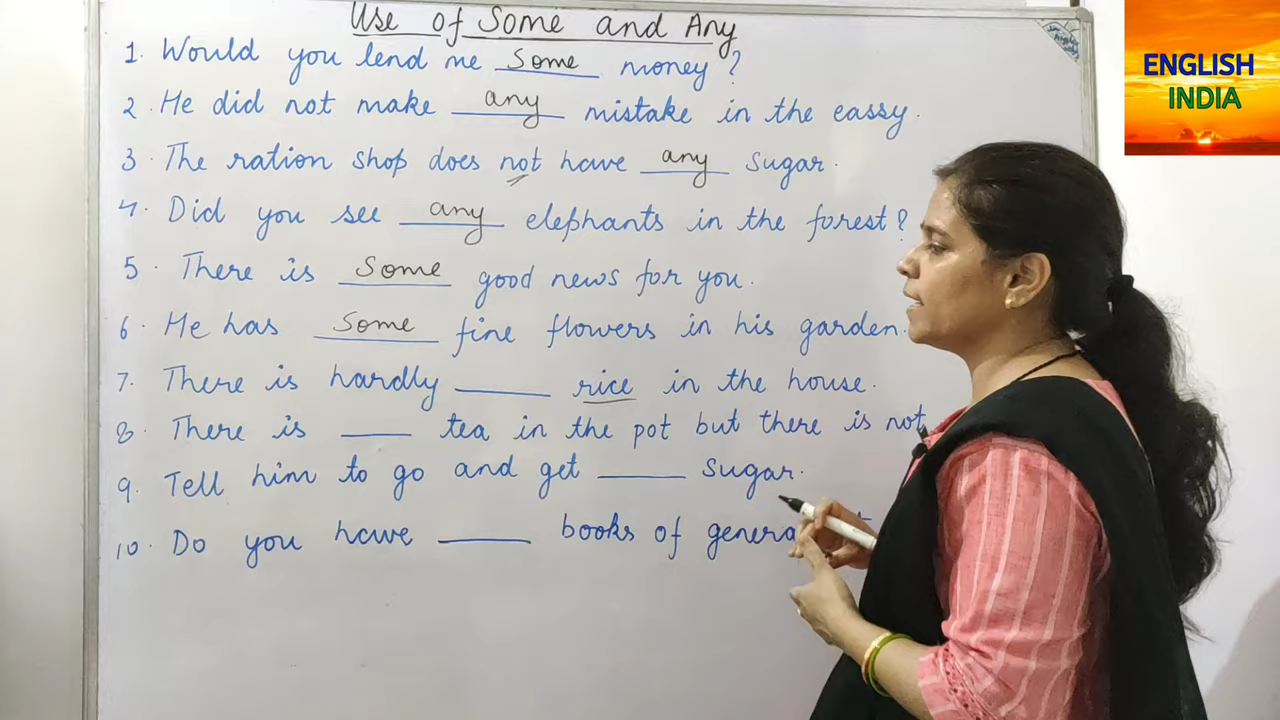 Use of Some and Any
1. Would you lend me some money?
2. He did not make any mistake in the eassy.
3. The ration shop does not have any sugar.
4. Did you see any elephants in the forest?
5. There is some good news for you.
6. He has some fine flowers in his garden.
7. There is hardly ____ rice in the house.
8. There is ____ tea in the pot but there is not
9. Tell him to go and get ____ sugar.
10. Do you have ____ books of genera
ENGLISH
INDIA